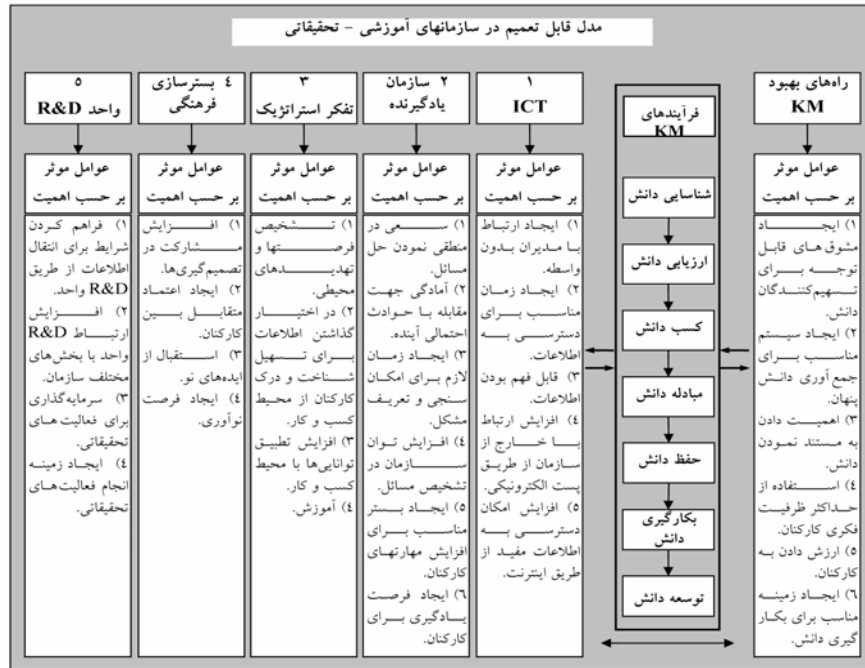 مدل قابل تعمیم در سازمانهای آموزشی - تحقیقاتی
راه‌های بهبود
KM
عوامل موثر
بر حسب اهمیت
۱) ایجاد
مشوق های قابل
توجه برای
تسهیم‌کنندگان
دانش.
۲) ایجاد سیستم
مناسب برای
جمع آوری دانش
پنهان.
۳) اهمیت دادن
به مستند نمودن
دانش.
۴) استفاده از
حداکثر ظرفیت
فکری کارکنان.
۵) ارزش دادن به
کارکنان.
۶) ایجاد زمینه
مناسب برای بکار
گیری دانش.
فرآیندهای
KM
شناسایی دانش
ارزیابی دانش
کسب دانش
مبادله دانش
حفظ دانش
بکارگیری
دانش
توسعه دانش
۱
ICT
عوامل موثر
بر حسب اهمیت
۱) ایجاد ارتباط
با مدیران بدون
واسطه.
۲) ایجاد زمان
مناسب برای
دسترسی به
اطلاعات.
۳) قابل فهم بودن
اطلاعات.
۴) افزایش ارتباط
با خارج از
سازمان از طریق
پست الکترونیکی.
۵) افزایش امکان
دسترسی به
اطلاعات مفید از
طریق اینترنت.
۲ سازمان
یادگیرنده
عوامل موثر
بر حسب اهمیت
۱) سعی در
منطقی نمودن حل
مسائل.
۲) آمادگی جهت
مقابله با حوادث
احتمالی آینده.
۳) ایجاد زمان
لازم برای امکان
سنجی و تعریف
مشکل.
۴) افزایش توان
سازمان در
تشخیص مسائل.
۵) ایجاد بستر
مناسب برای
افزایش مهارتهای
کارکنان.
۶) ایجاد فرصت
یادگیری برای
کارکنان.
۳
تفکر استراتژیک
عوامل موثر
بر حسب اهمیت
۱) تشخیص
فرصتها و
تهدیدهای
محیطی.
۲) در اختیار
گذاشتن اطلاعات
برای تسهیل
شناخت و درک
کارکنان از محیط
کسب و کار.
۳) افزایش تطبیق
توانایی‌ها با محیط
کسب و کار.
۴) آموزش.
۴ بسترسازی
فرهنگی
عوامل موثر
بر حسب اهمیت
۱) افزایش
مشارکت در
تصمیم‌گیری‌ها.
۲) ایجاد اعتماد
متقابل بین
کارکنان.
۳) استقبال از
ایده‌های نو.
۴) ایجاد فرصت
نوآوری.
۵
واحد R&D
عوامل موثر
بر حسب اهمیت
۱) فراهم کردن
شرایط برای انتقال
اطلاعات از طریق
R&D واحد.
۲) افزایش
ارتباط R&D
واحد با بخش‌های
مختلف سازمان.
۳) سرمایه‌گذاری
برای فعالیت های
تحقیقاتی.
۴) ایجاد زمینه
انجام فعالیت‌های
تحقیقاتی.